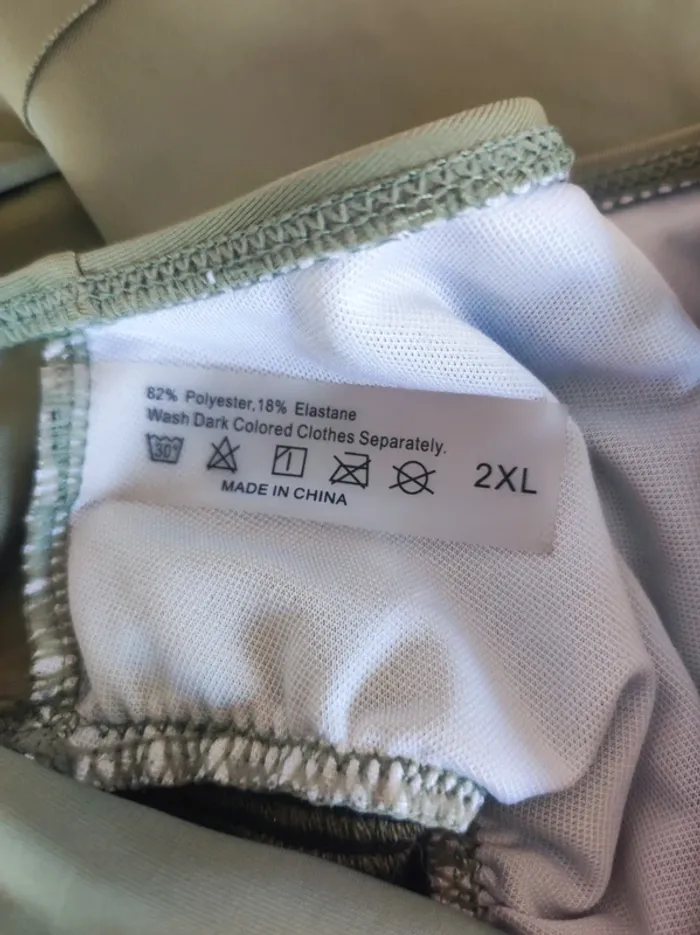 82% Polyester,18% Elastane
Wash Dark Colored Clothes Separately.
30°
2XL
MADE IN CHINA